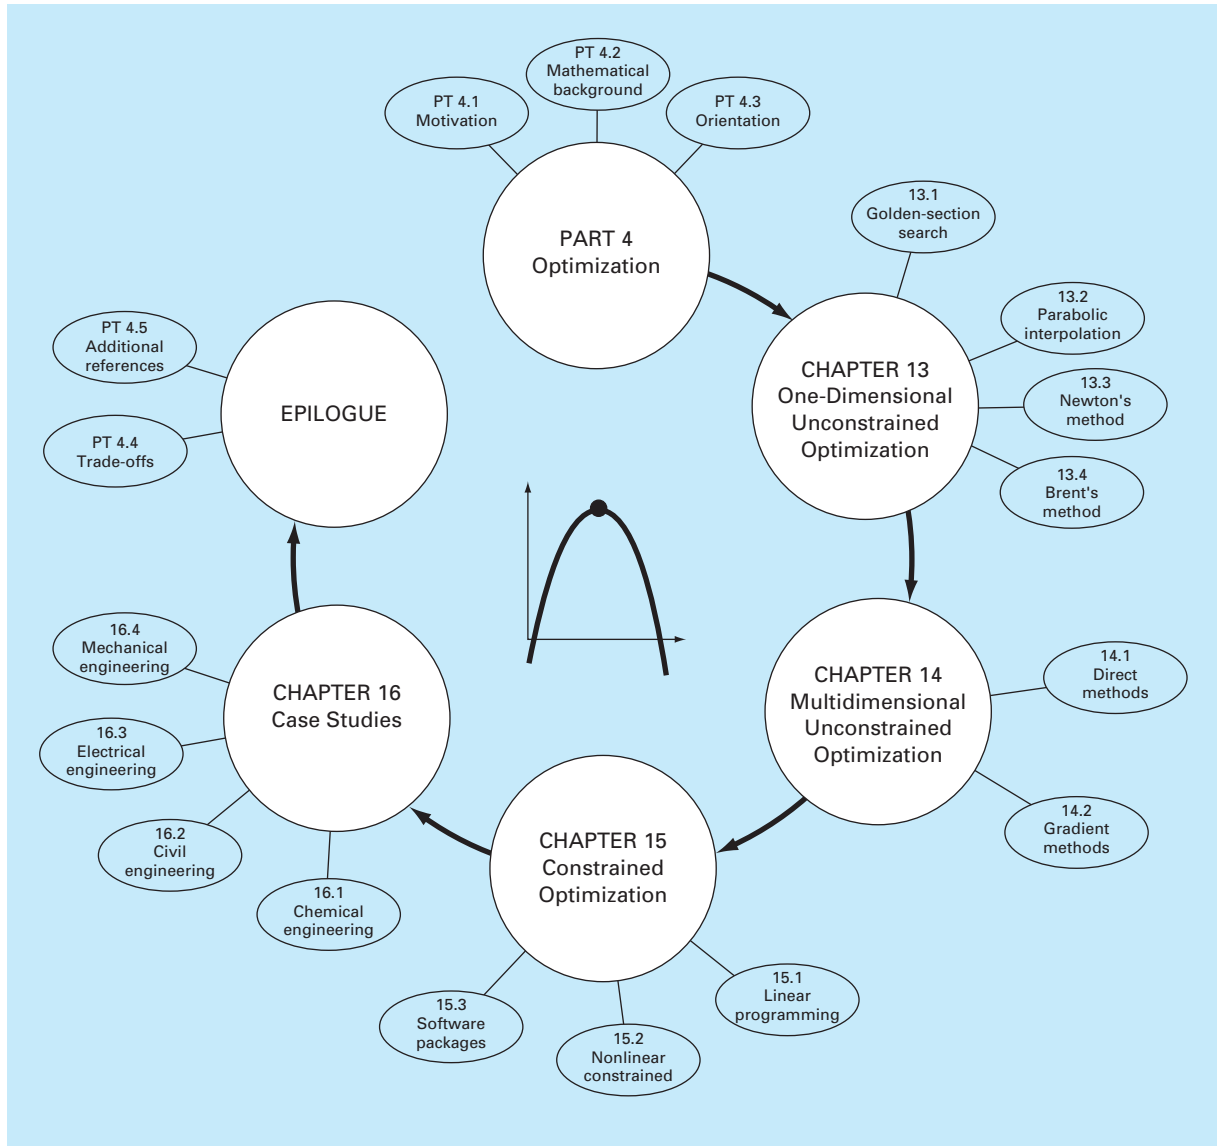 PT 4.1
Motivation
PT 4.2
Mathematical
background
PT 4.3
Orientation
PART 4
Optimization
13.1
Golden-section
search
13.2
Parabolic
interpolation
13.3
Newton's
method
13.4
Brent's
method
CHAPTER 13
One-Dimensional
Unconstrained
Optimization
PT 4.5
Additional
references
PT 4.4
Trade-offs
EPILOGUE
CHAPTER 14
Multidimensional
Unconstrained
Optimization
14.1
Direct
methods
14.2
Gradient
methods
CHAPTER 15
Constrained
Optimization
15.1
Linear
programming
15.2
Nonlinear
constrained
15.3
Software
packages
CHAPTER 16
Case Studies
16.4
Mechanical
engineering
16.3
Electrical
engineering
16.2
Civil
engineering
16.1
Chemical
engineering